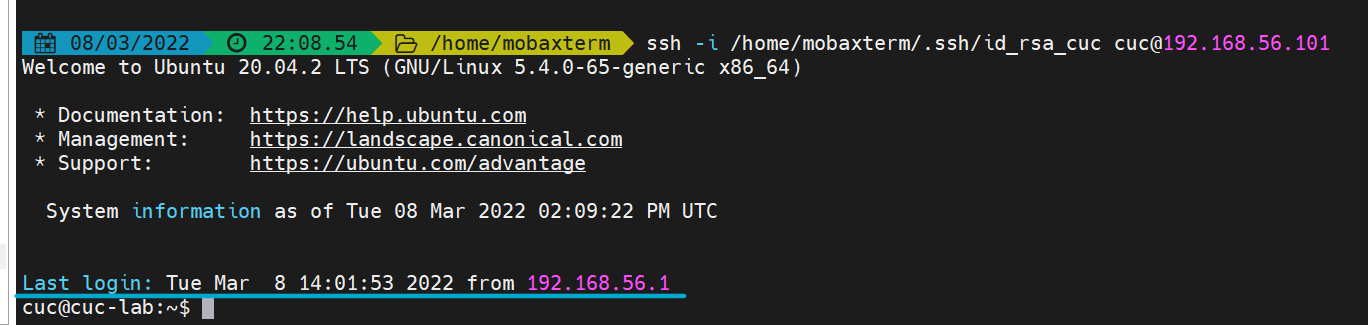 08/03/2022 22:08.54 /home/mobaxterm ssh -i /home/mobaxterm/.ssh/id_rsa_cuc cuc@192.168.56.101
Welcome to Ubuntu 20.04.2 LTS (GNU/Linux 5.4.0-65-generic x86_64)
* Documentation: https://help.ubuntu.com
* Management: https://landscape.canonical.com
* Support: https://ubuntu.com/advantage
System information as of Tue 08 Mar 2022 02:09:22 PM UTC
Last login: Tue Mar  8 14:01:53 2022 from 192.168.56.1
cuc@cuc-lab:~$